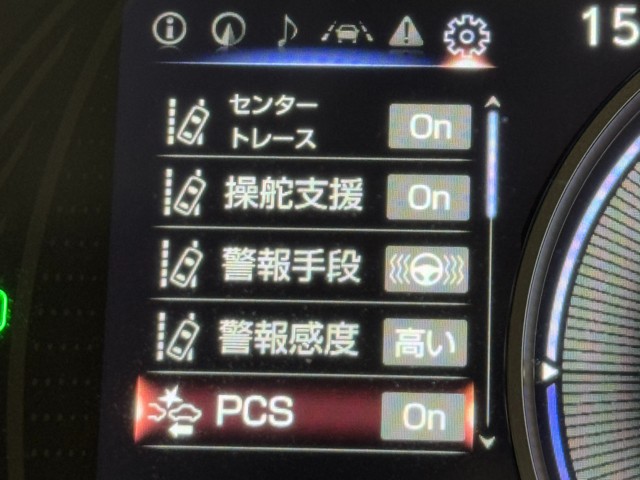 15
センター
トレース
On
操舵支援 On
警報手段
警報感度 高い
PCS On